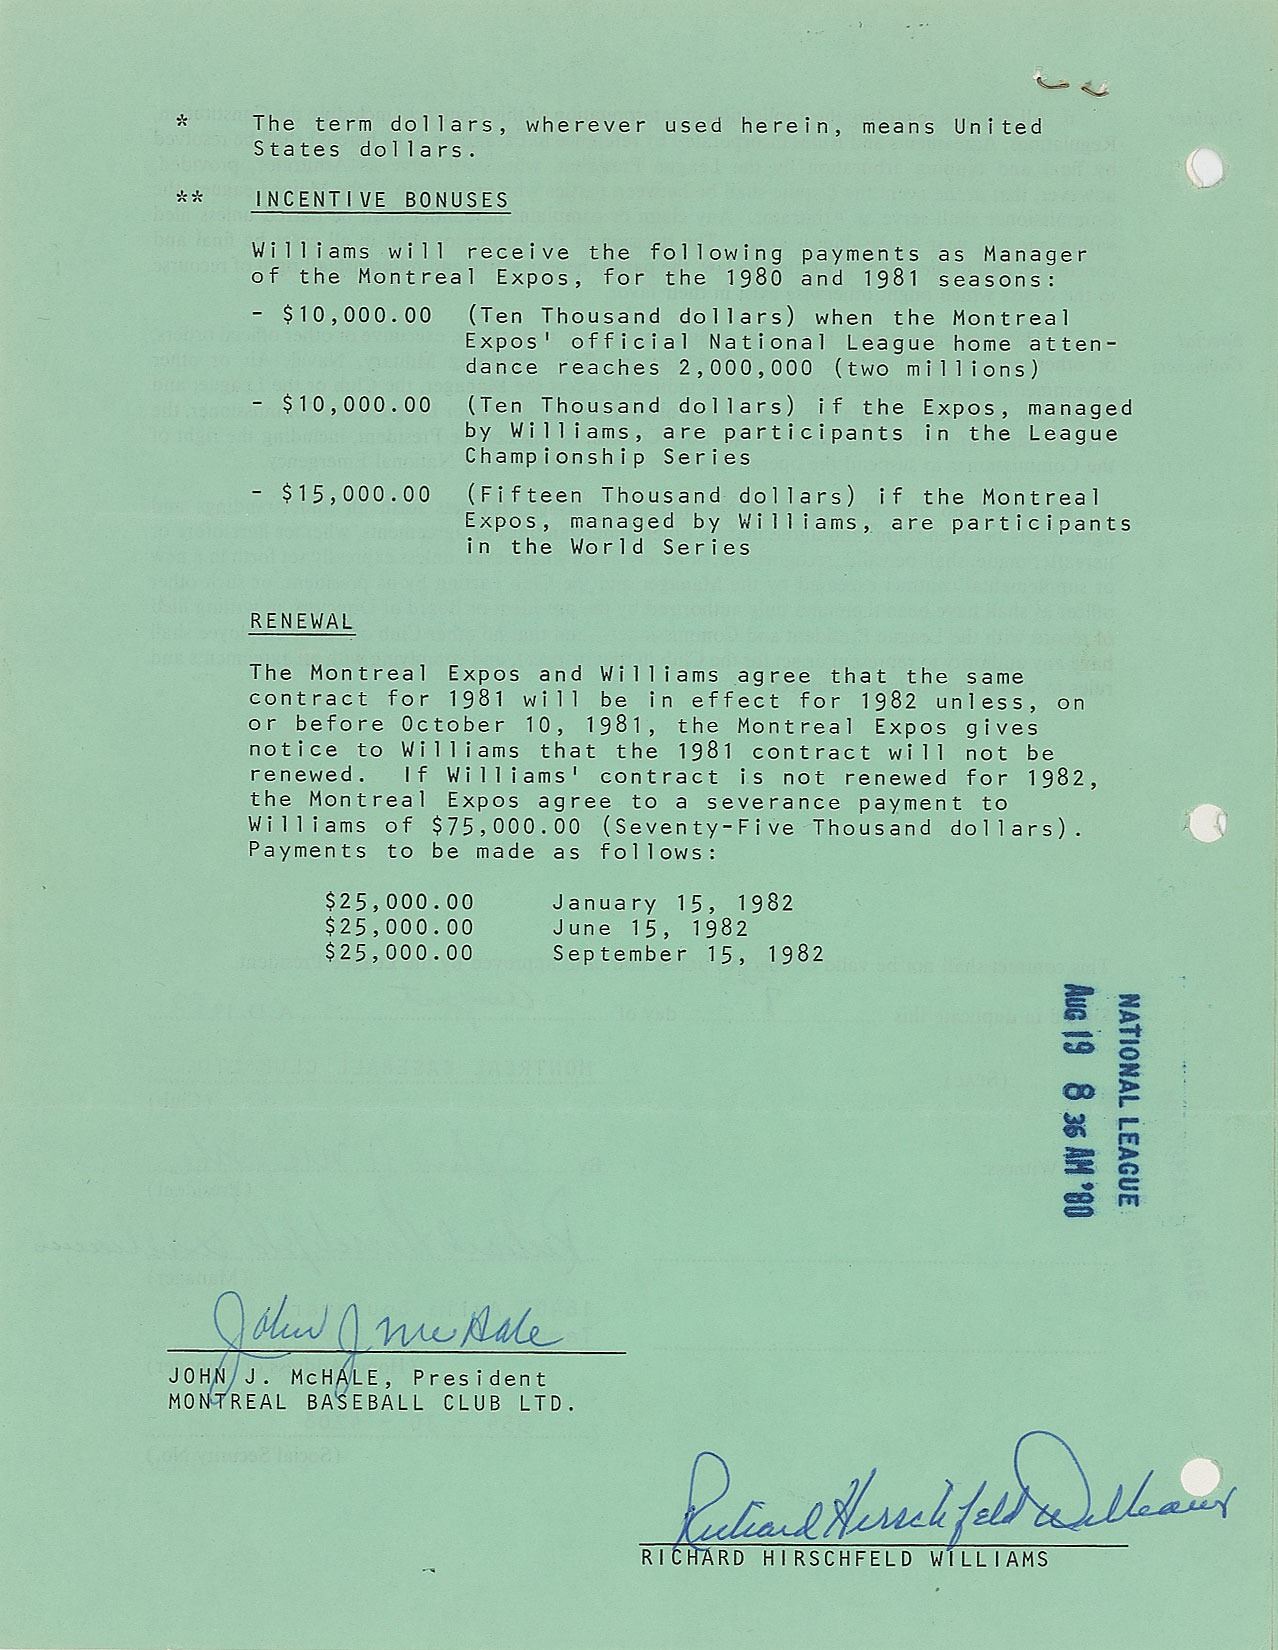 * The term dollars, wherever used herein, means United
States dollars.
** INCENTIVE BONUSES
Williams will receive the following payments as Manager
of the Montreal Expos, for the 1980 and 1981 seasons:
- $10,000.00 (Ten Thousand dollars) when the Montreal
Expos' official National League home atten-
dance reaches 2,000,000 (two millions)
- $10,000.00 (Ten Thousand dollars) if the Expos, managed
by Williams, are participants in the League
Championship Series
- $15,000.00 (Fifteen Thousand dollars) if the Montreal
Expos, managed by Williams, are participants
in the World Series
RENEWAL
The Montreal Expos and Williams agree that the same
contract for 1981 will be in effect for 1982 unless, on
or before October 10, 1981, the Montreal Expos gives
notice to Williams that the 1981 contract will not be
renewed. If Williams' contract is not renewed for 1982,
the Montreal Expos agree to a severance payment to
Williams of $75,000.00 (Seventy-Five Thousand dollars).
Payments to be made as follows:
$25,000.00 January 15, 1982
$25,000.00 June 15, 1982
$25,000.00 September 15, 1982
NATIONAL LEAGUE
AUG 19 8 36 AM '80
John J McHale
JOHN J. McHALE, President
MONTREAL BASEBALL CLUB LTD.
Richard Hirschfeld Williams
RICHARD HIRSCHFELD WILLIAMS